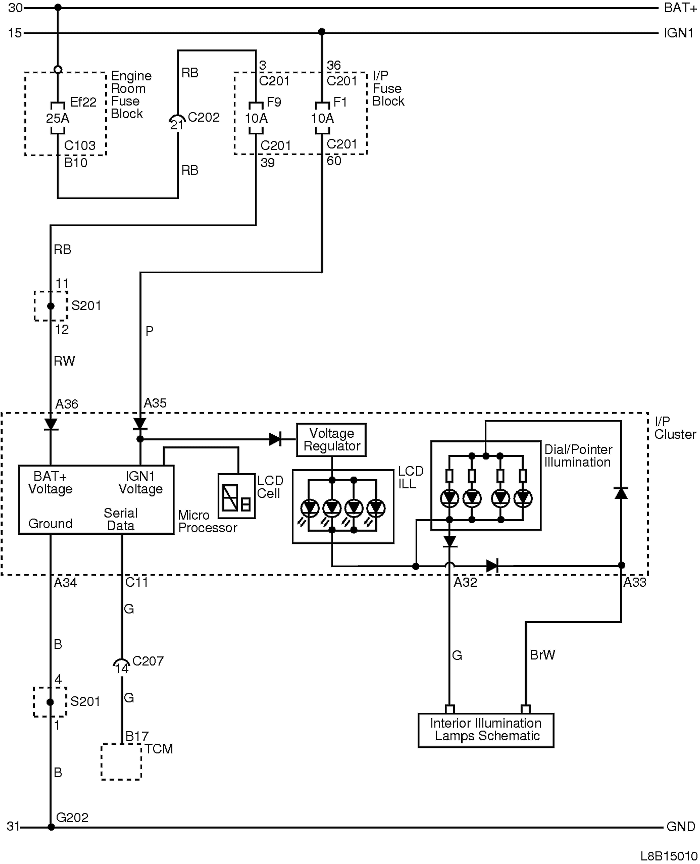 30 BAT+
15 IGN1
Engine
Room
Fuse
Block
Ef22
25A
C103
B10
RB
21 C202
RB
3
C201
36
C201
I/P
Fuse
Block
F9
10A
F1
10A
C201
39
C201
60
RB
11
S201
12
RW
P
A36
A35
I/P
Cluster
BAT+
Voltage
IGN1
Voltage
Ground
Serial
Data
Micro
Processor
LCD
Cell
Voltage
Regulator
LCD
ILL
Dial/Pointer
Illumination
A34
C11
A32
A33
G
B
C207
14
G
BrW
G
4
S201
1
B17
TCM
B
Interior Illumination
Lamps Schematic
G202
31 GND
L8B15010